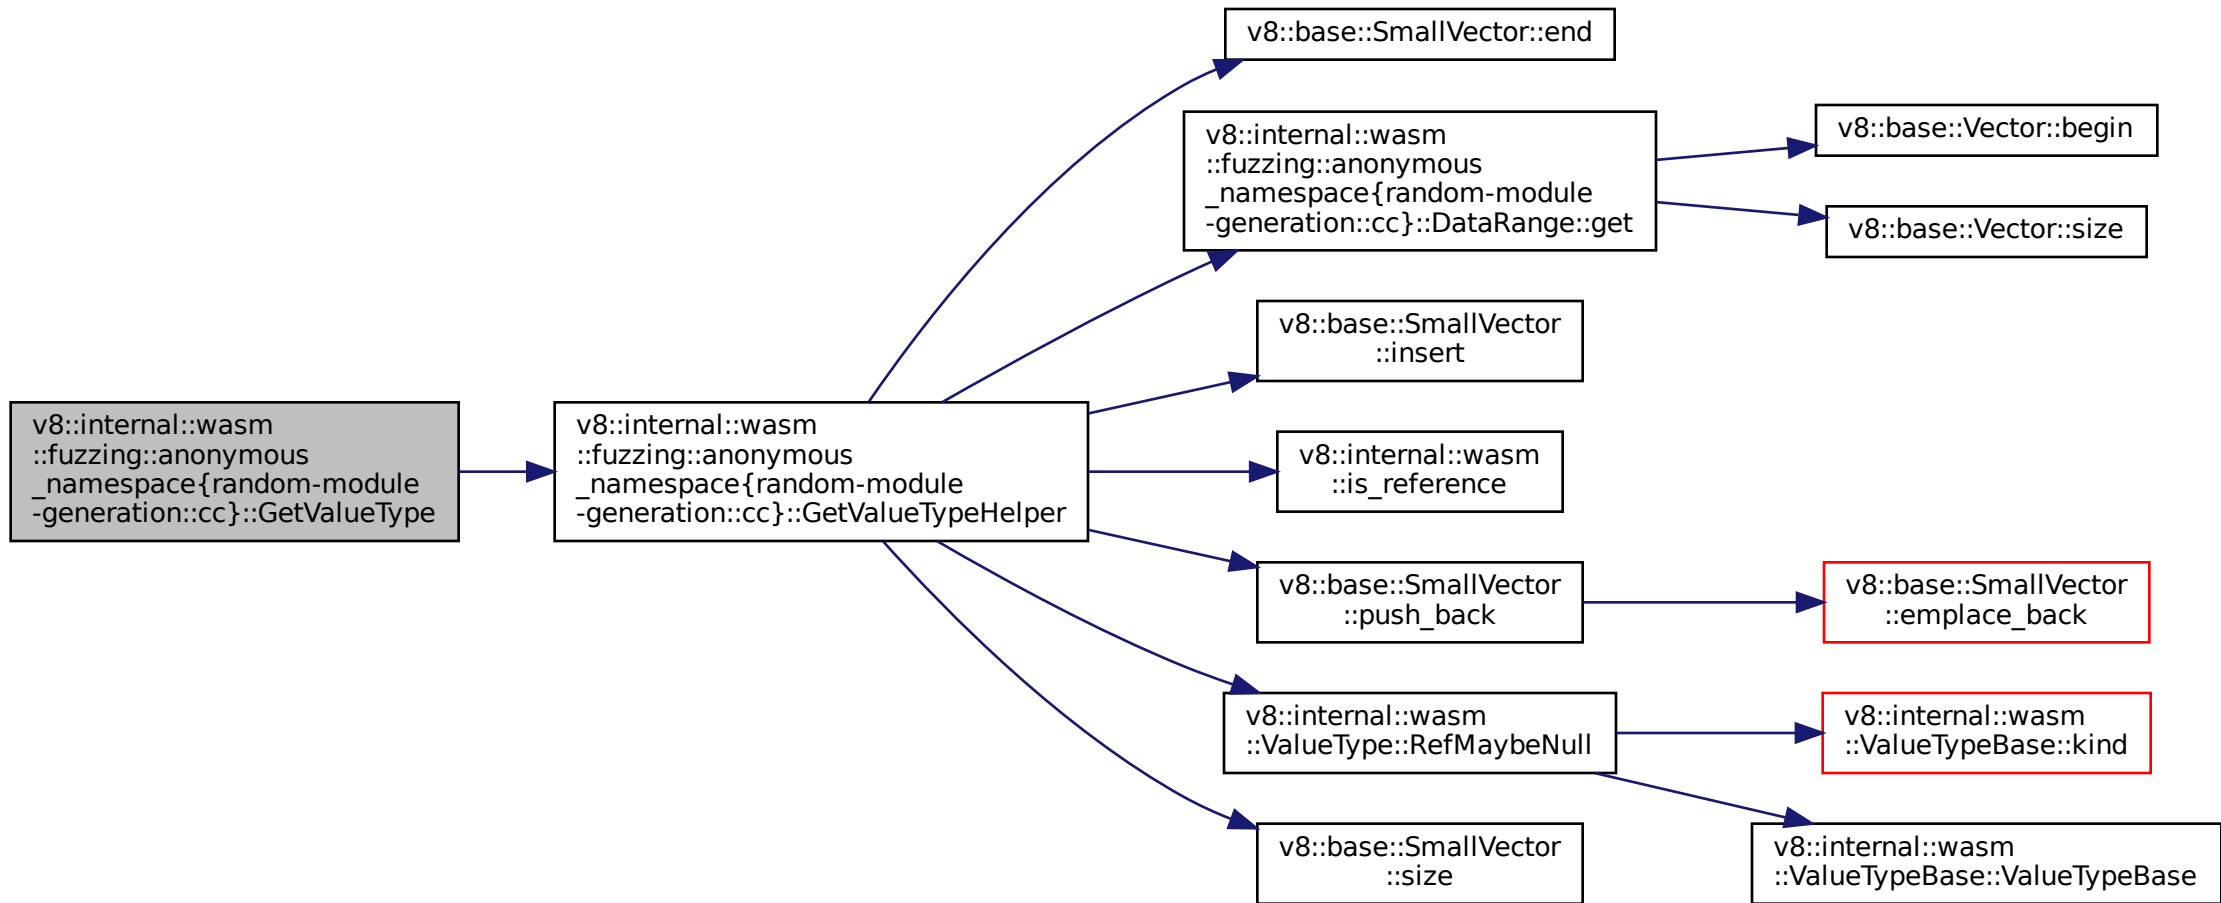 v8::internal::wasm
::fuzzing::anonymous
_namespace{random-module
-generation::cc}::GetValueType
v8::internal::wasm
::fuzzing::anonymous
_namespace{random-module
-generation::cc}::GetValueTypeHelper
v8::base::SmallVector::end
v8::internal::wasm
::fuzzing::anonymous
_namespace{random-module
-generation::cc}::DataRange::get
v8::base::Vector::begin
v8::base::Vector::size
v8::base::SmallVector
::insert
v8::internal::wasm
::is_reference
v8::base::SmallVector
::push_back
v8::base::SmallVector
::emplace_back
v8::internal::wasm
::ValueType::RefMaybeNull
v8::internal::wasm
::ValueTypeBase::kind
v8::internal::wasm
::ValueTypeBase::ValueTypeBase
v8::base::SmallVector
::size